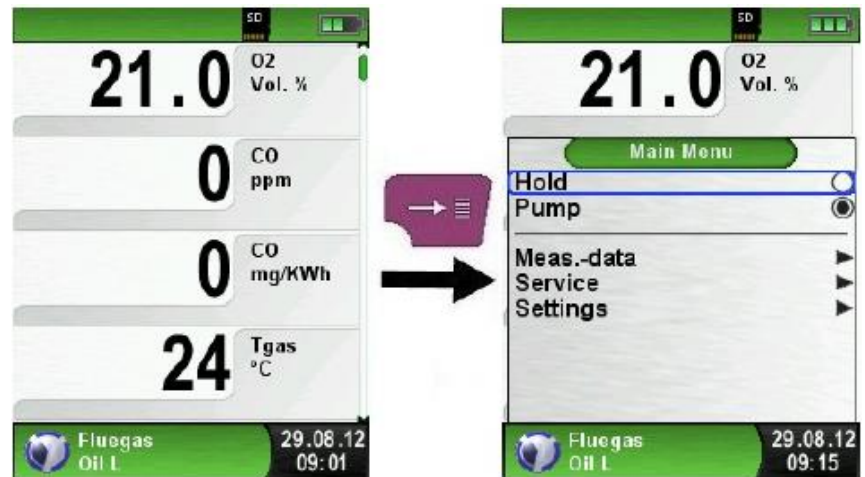 SD
21.0 O2
Vol. %
0 CO
ppm
0 CO
mg/KWh
24 Tgas
°C
Fluegas
Oil L
29.08.12
09:01
SD
21.0 O2
Vol. %
Main Menu
Hold
Pump
Meas.-data
Service
Settings
Fluegas
Oil L
29.08.12
09:15